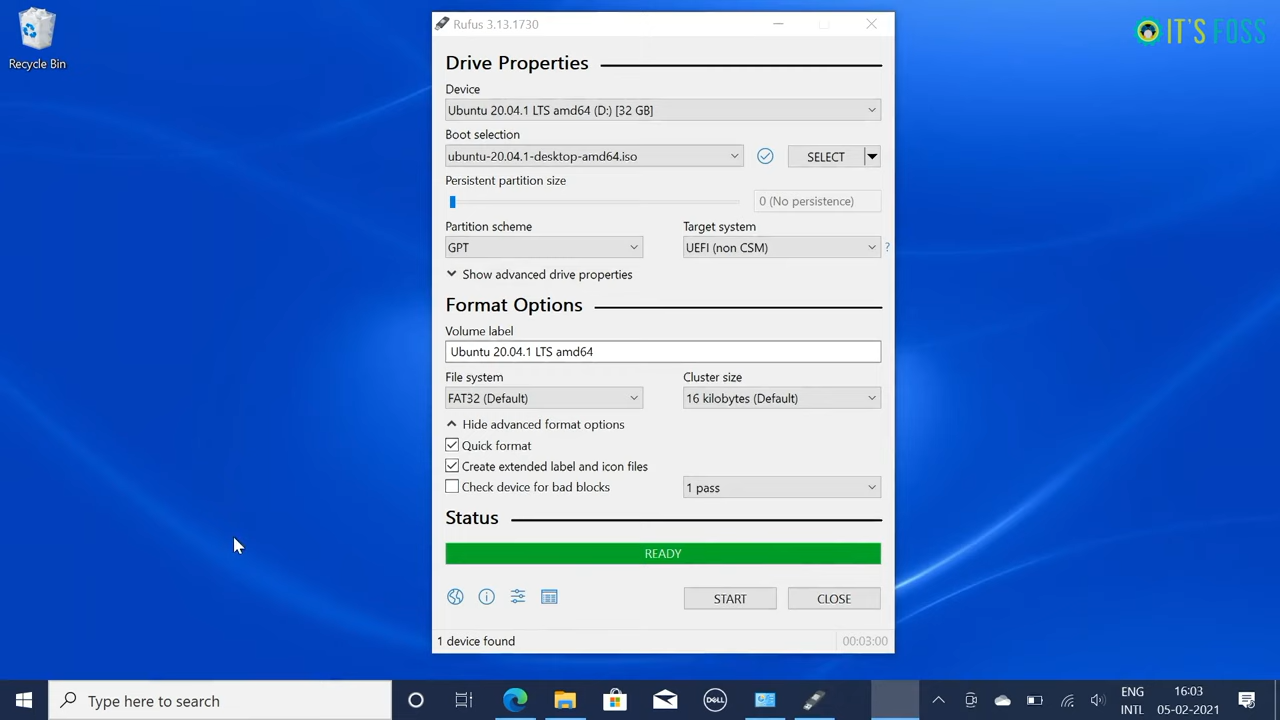 Rufus 3.13.1730
IT'S FOSS
Recycle Bin
Drive Properties
Device
Ubuntu 20.04.1 LTS amd64 (D:) [32 GB]
Boot selection
ubuntu-20.04.1-desktop-amd64.iso
SELECT
Persistent partition size
0 (No persistence)
Partition scheme
Target system
GPT
UEFI (non CSM)
?
Show advanced drive properties
Format Options
Volume label
Ubuntu 20.04.1 LTS amd64
File system
Cluster size
FAT32 (Default)
16 kilobytes (Default)
Hide advanced format options
Quick format
Create extended label and icon files
Check device for bad blocks
1 pass
Status
READY
START
CLOSE
1 device found
00:03:00
Type here to search
DELL
ENG
INTL
16:03
05-02-2021